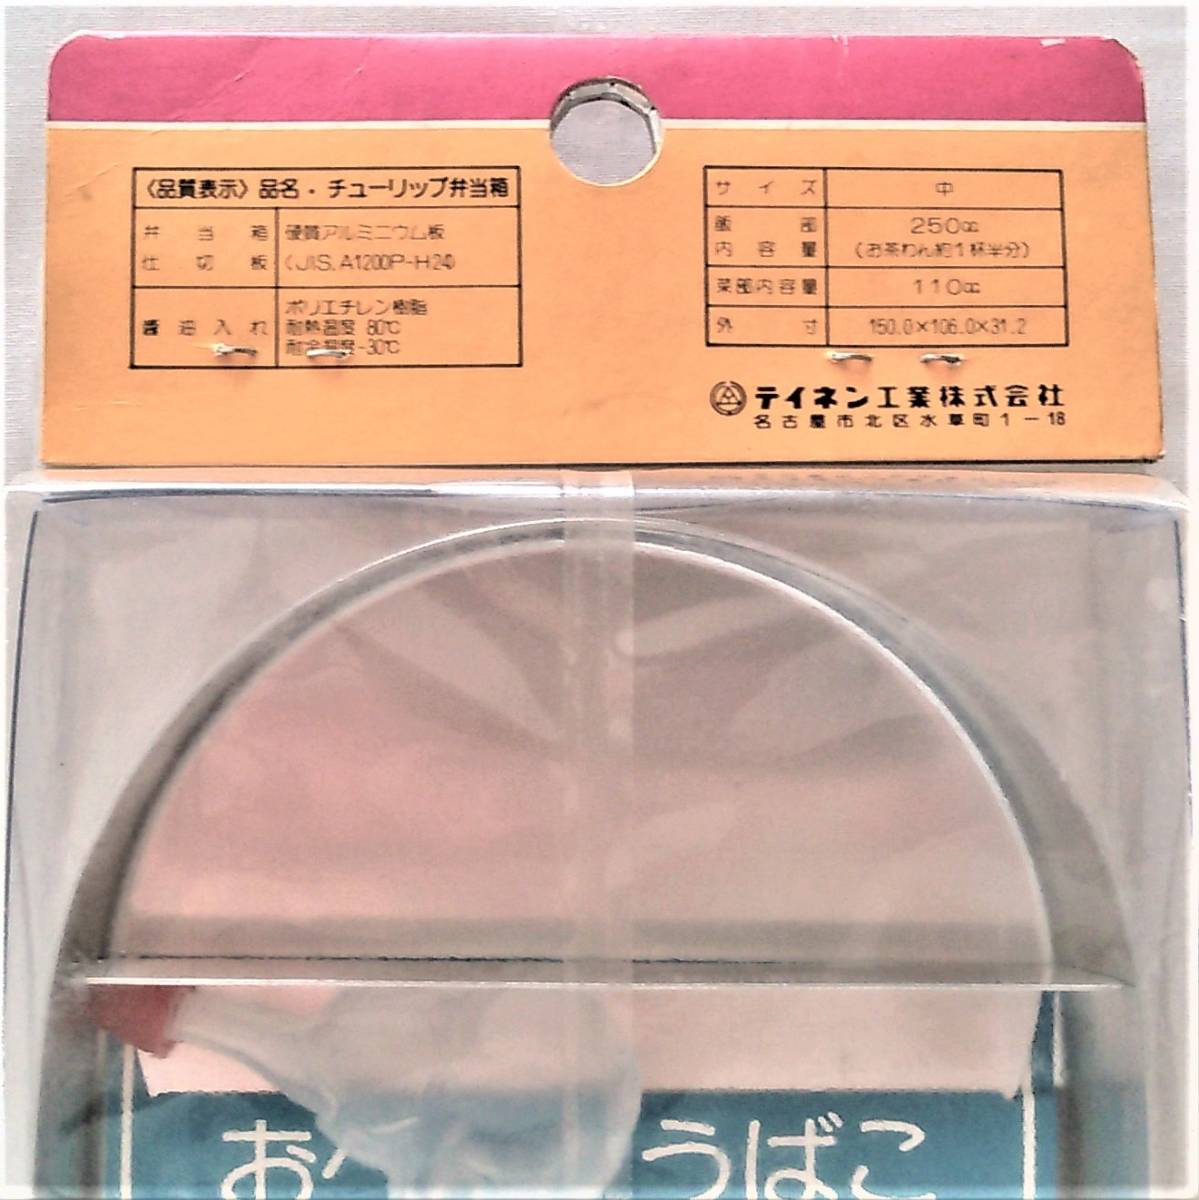 〈品質表示〉品名・チューリップ弁当箱
弁当箱 硬質アルミニウム板
仕切板 (JIS.A1200P-H24)
醤油入れ ポリエチレン樹脂
耐熱温度 80℃
耐冷温度-30℃
サイズ 中
飯部 250cc
内容量 (お茶わん約1杯半分)
菜部内容量 110cc
外寸 150.0×106.0×31.2
テイネン工業株式会社
名古屋市北区水草町1-18
お うばこ